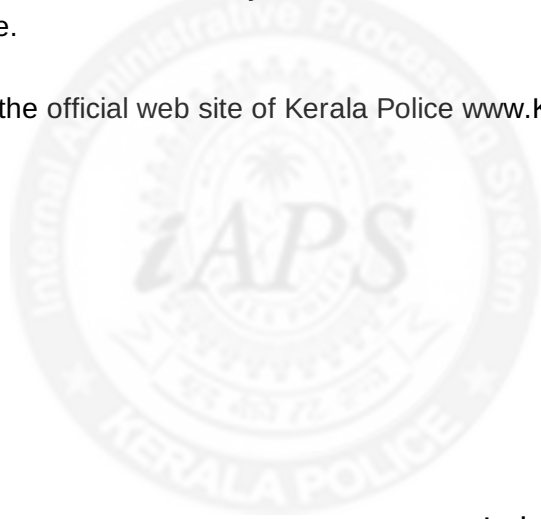 e.
the official web site of Kerala Police www.K
Internal Administrative Processing System
iAPS
KERALA POLICE